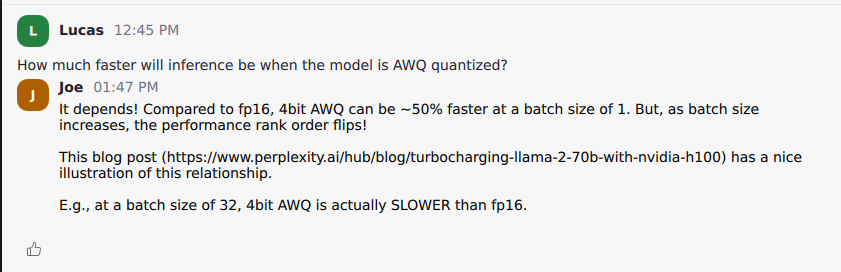 L
Lucas 12:45 PM
How much faster will inference be when the model is AWQ quantized?
J
Joe 01:47 PM
It depends! Compared to fp16, 4bit AWQ can be ~50% faster at a batch size of 1. But, as batch size
increases, the performance rank order flips!
This blog post (https://www.perplexity.ai/hub/blog/turbocharging-llama-2-70b-with-nvidia-h100) has a nice
illustration of this relationship.
E.g., at a batch size of 32, 4bit AWQ is actually SLOWER than fp16.